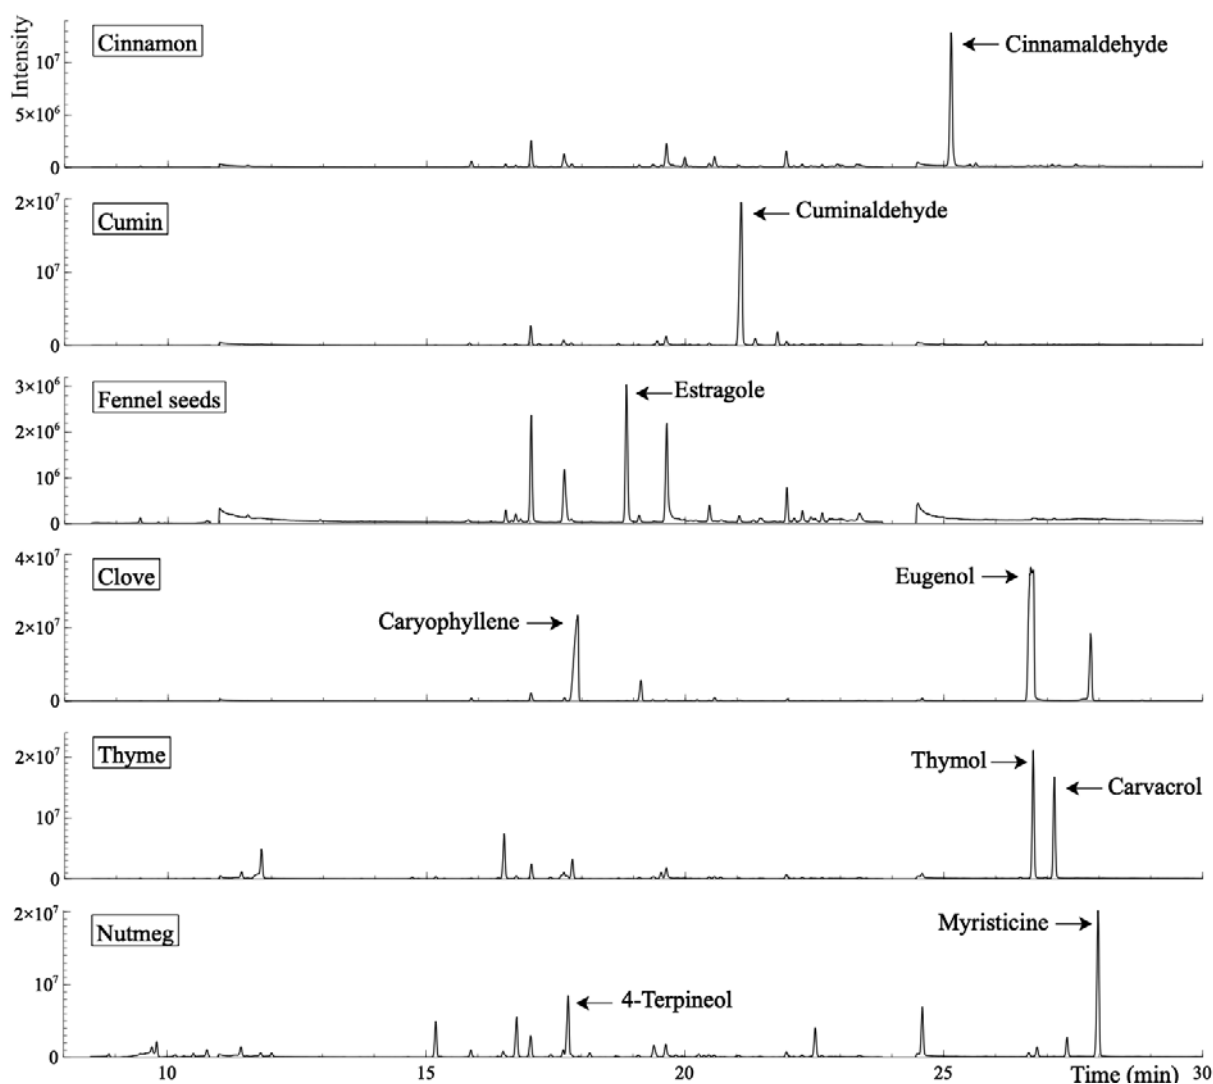 Intensity
Cinnamon
Cinnamaldehyde
10⁷
5×10⁶
0
Cumin
Cuminaldehyde
2×10⁷
10⁷
0
Fennel seeds
Estragole
3×10⁶
2×10⁶
10⁶
0
Clove
Caryophyllene
Eugenol
4×10⁷
2×10⁷
0
Thyme
Thymol
Carvacrol
2×10⁷
10⁷
0
Nutmeg
Myristicine
4-Terpineol
2×10⁷
10⁷
0
10 15 20 25 30
Time (min)